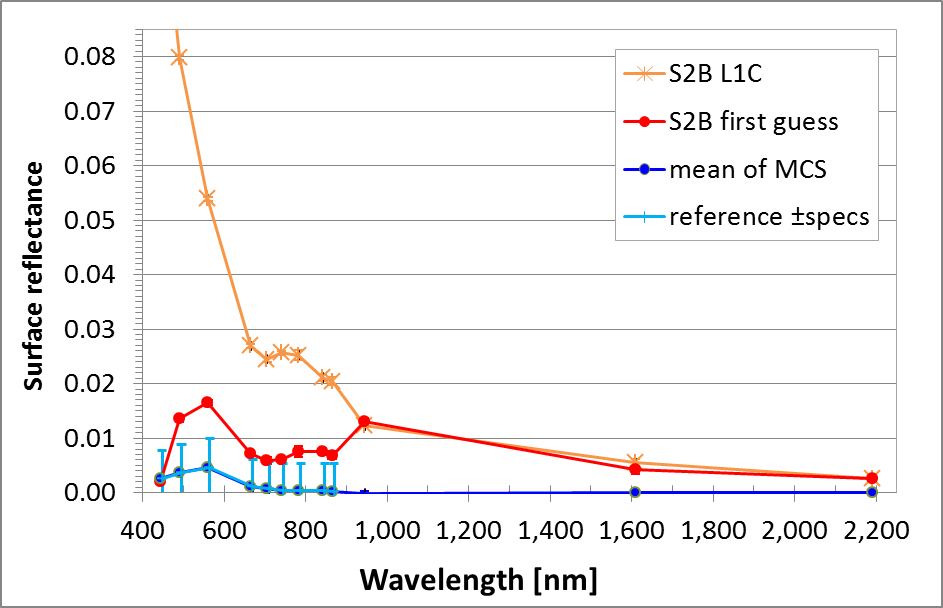 0.08
0.07
0.06
0.05
0.04
0.03
0.02
0.01
0.00
Surface reflectance
S2B L1C
S2B first guess
mean of MCS
reference ±specs
400 600 800 1,000 1,200 1,400 1,600 1,800 2,000 2,200
Wavelength [nm]